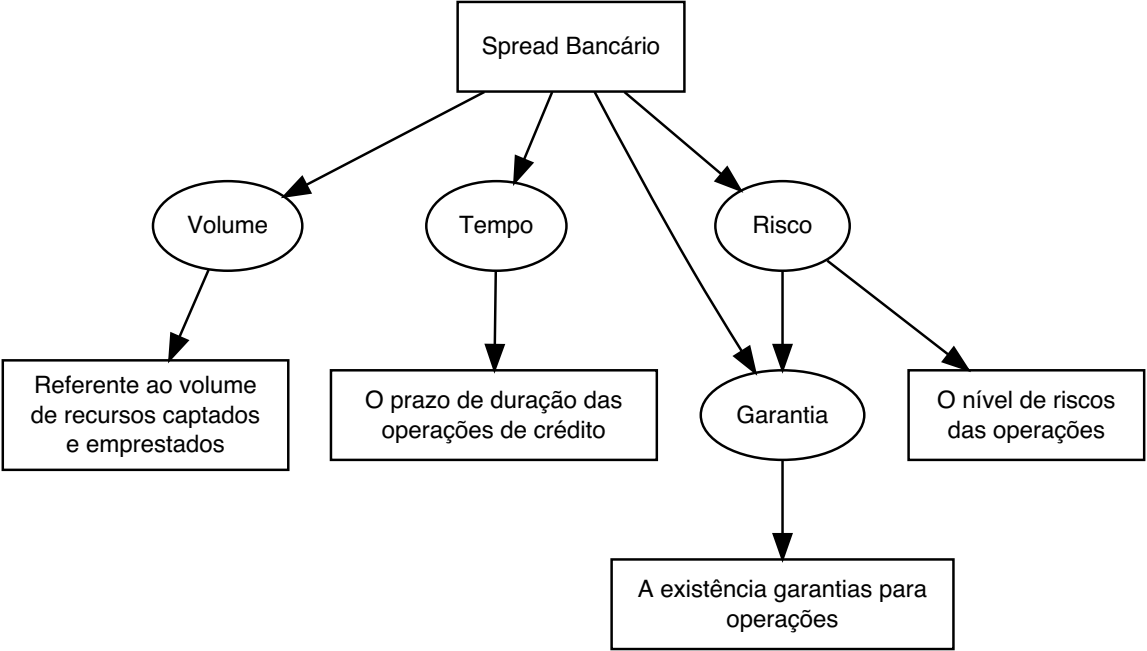 Spread Bancário
Volume
Tempo
Risco
Referente ao volume
de recursos captados
e emprestados
O prazo de duração das
operações de crédito
Garantia
O nível de riscos
das operações
A existência garantias para
operações